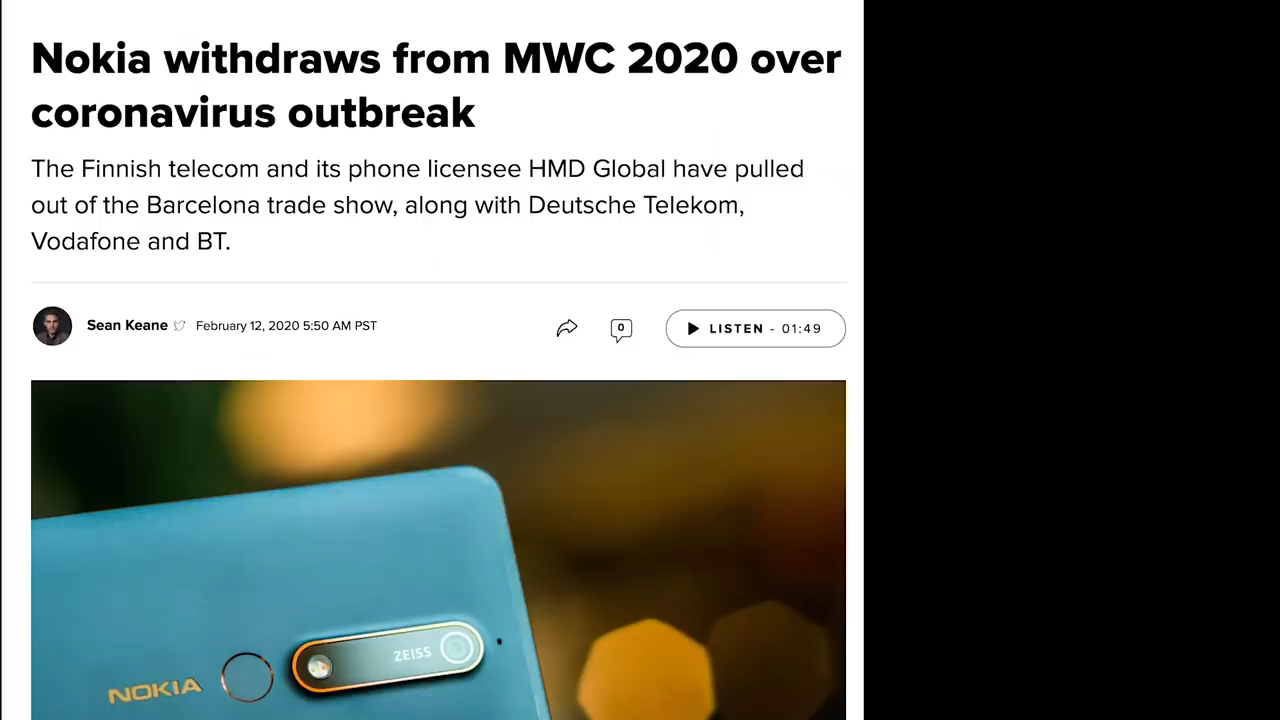 Nokia withdraws from MWC 2020 over
coronavirus outbreak
The Finnish telecom and its phone licensee HMD Global have pulled
out of the Barcelona trade show, along with Deutsche Telekom,
Vodafone and BT.
Sean Keane February 12, 2020 5:50 AM PST
0
LISTEN - 01:49
ZEISS
NOKIA